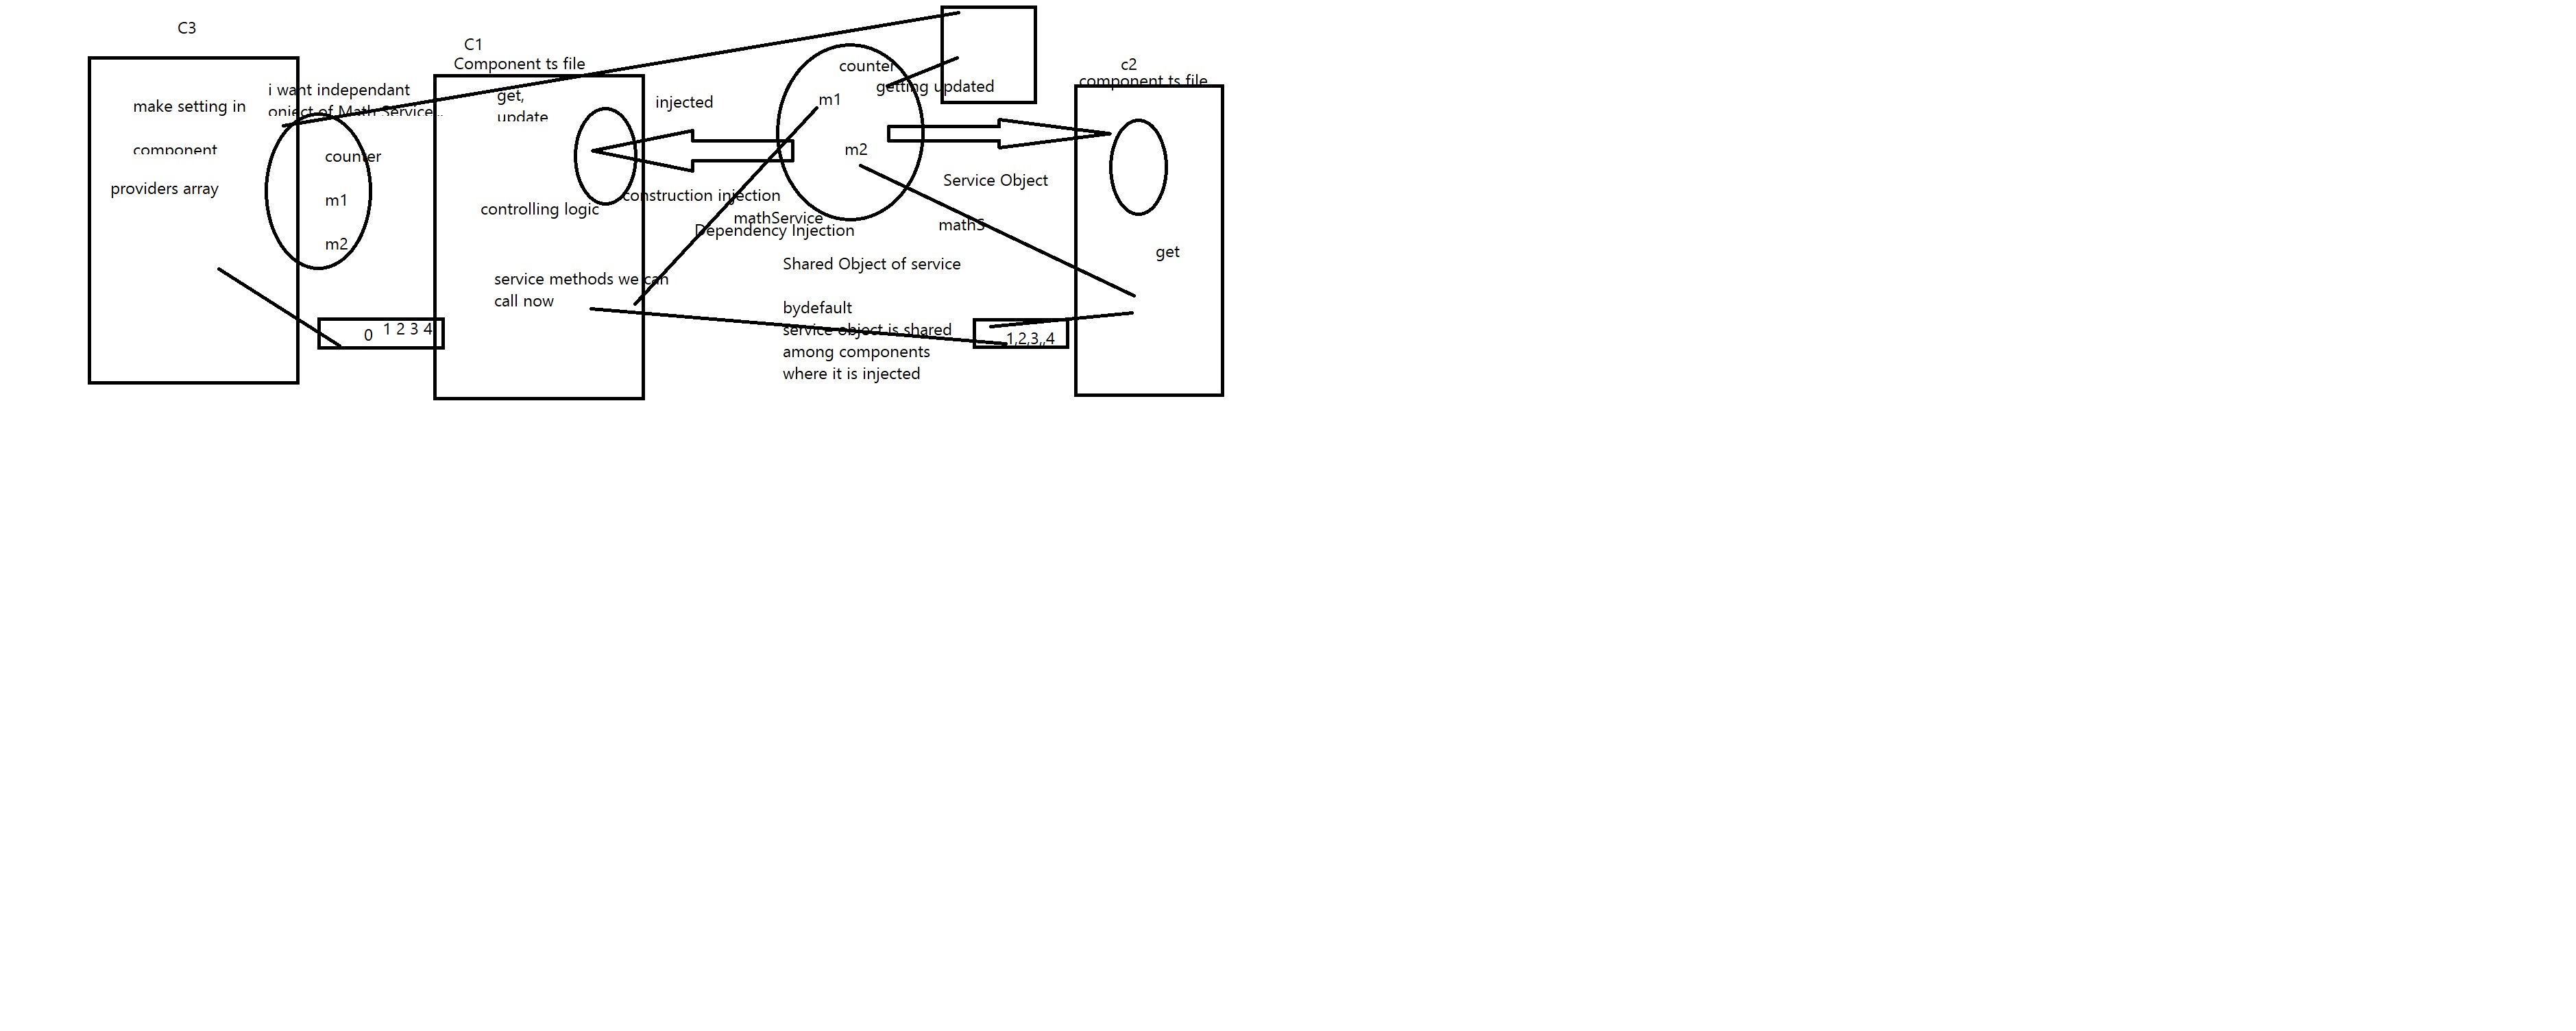 C3
make setting in
component
providers array
i want independant
onject of Math Service..
counter
m1
m2
0 1 2 3 4
C1
Component ts file
get,
update
controlling logic
service methods we can
call now
injected
construction injection
mathService
Dependency Injection
counter
getting updated
m1
m2
Service Object
mathS
Shared Object of service
bydefault
service object is shared
among components
where it is injected
1,2,3,,4
c2
component ts file
get